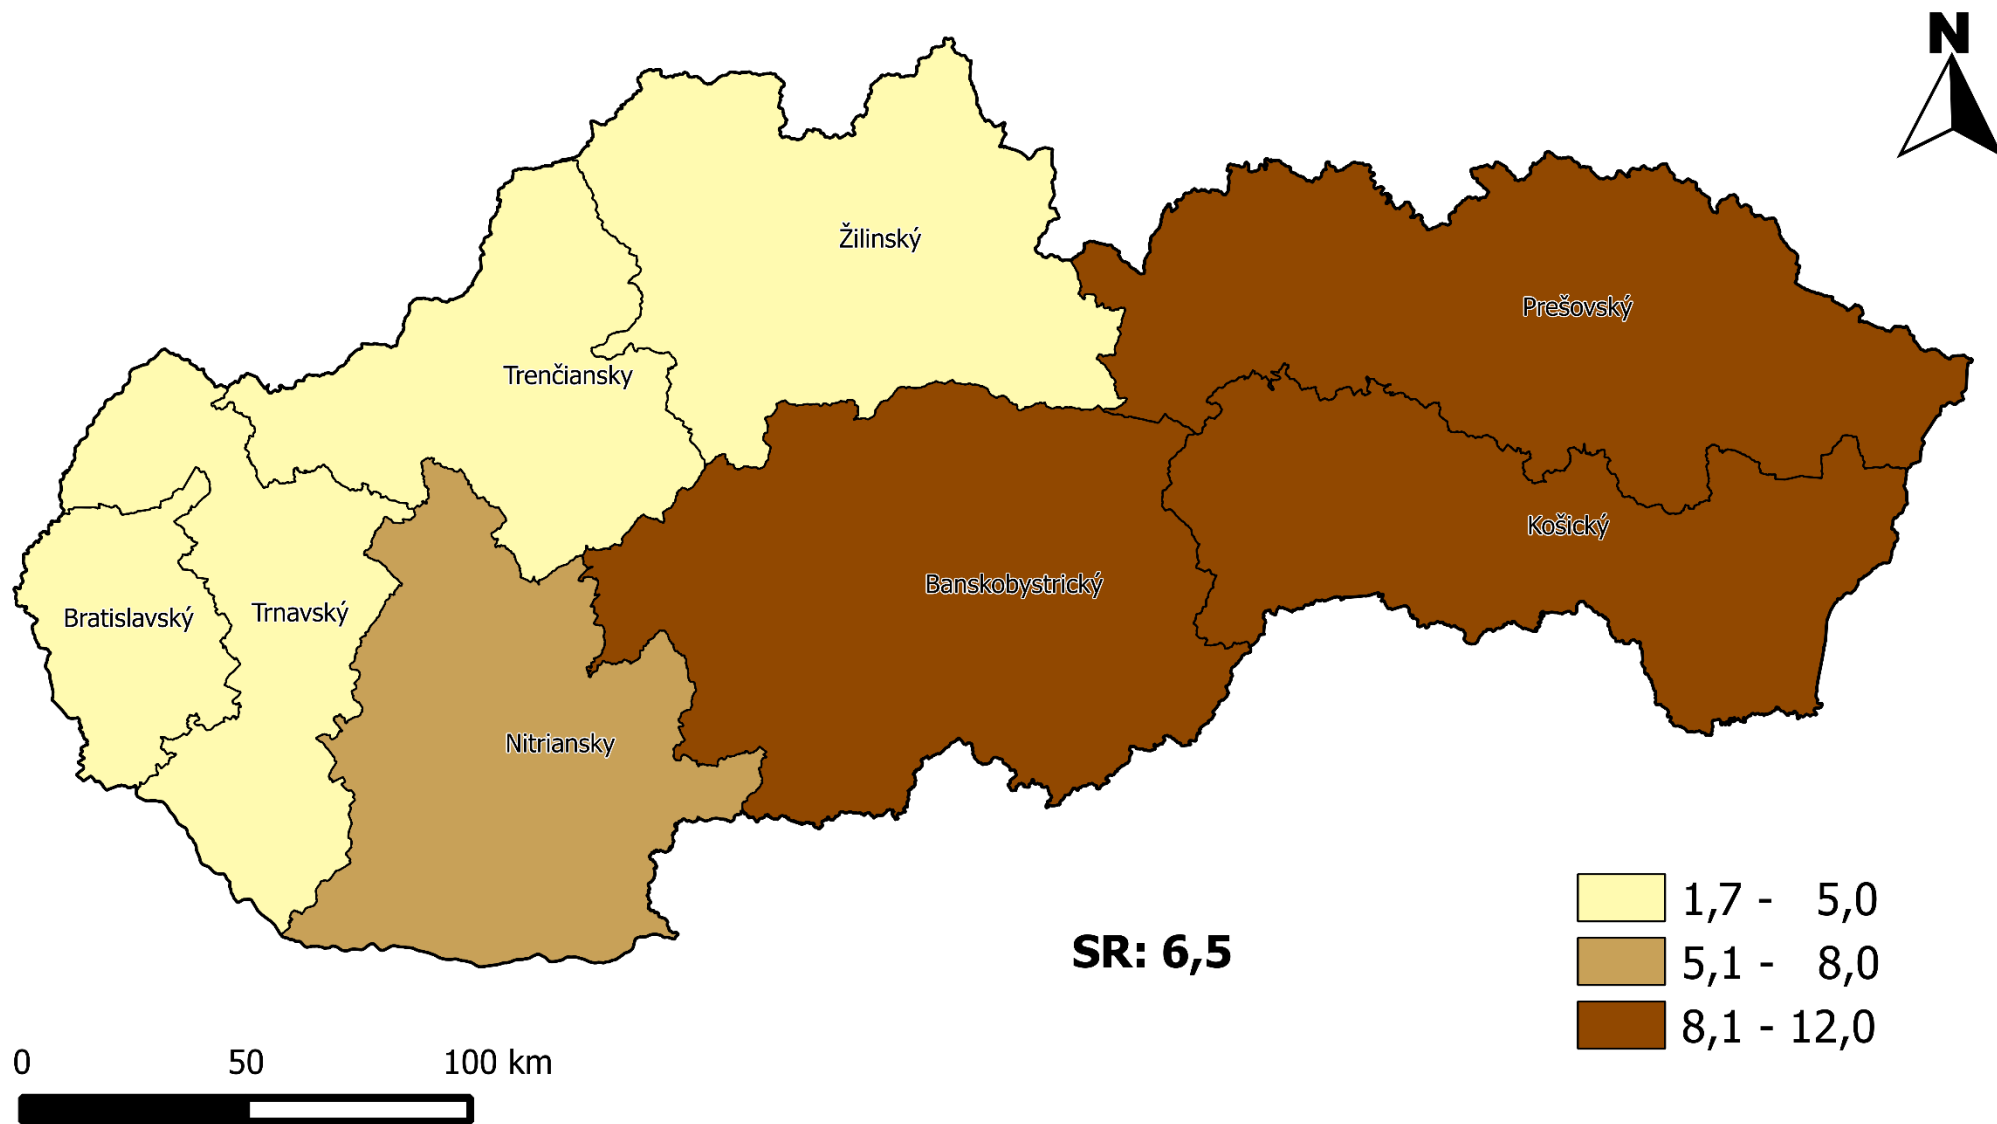 N
Žilinský
Prešovský
Trenčiansky
Košický
Banskobystrický
Bratislavský
Trnavský
Nitriansky
1,7 - 5,0
SR: 6,5
5,1 - 8,0
8,1 - 12,0
0 50 100 km